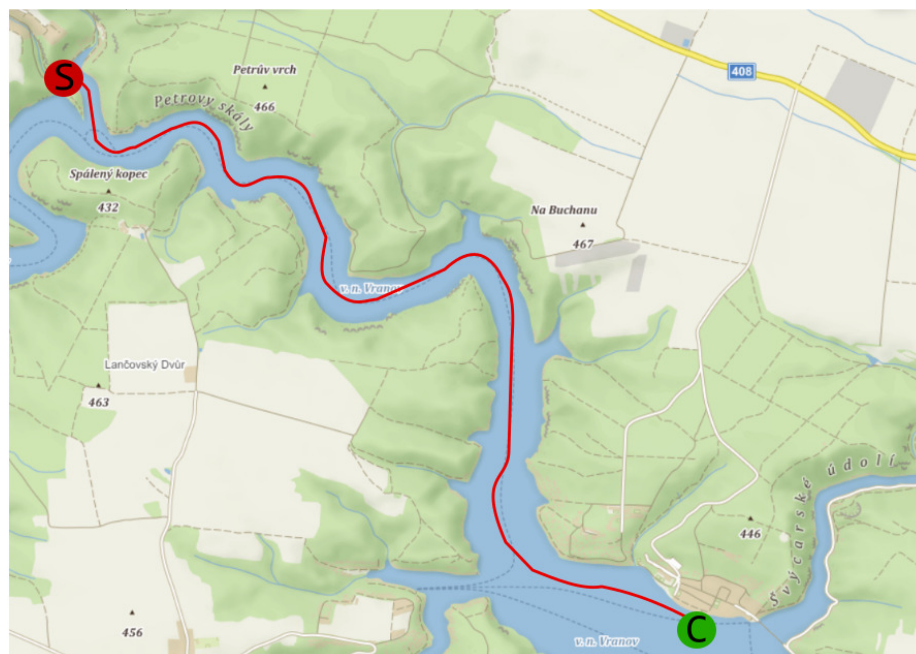 S
Petrův vrch
466
408
Petrovy skály
Spálený kopec
432
Na Buchanu
467
v. n. Vranov
Lančovský Dvůr
463
Švýcarské údolí
446
456
C
v. n. Vranov